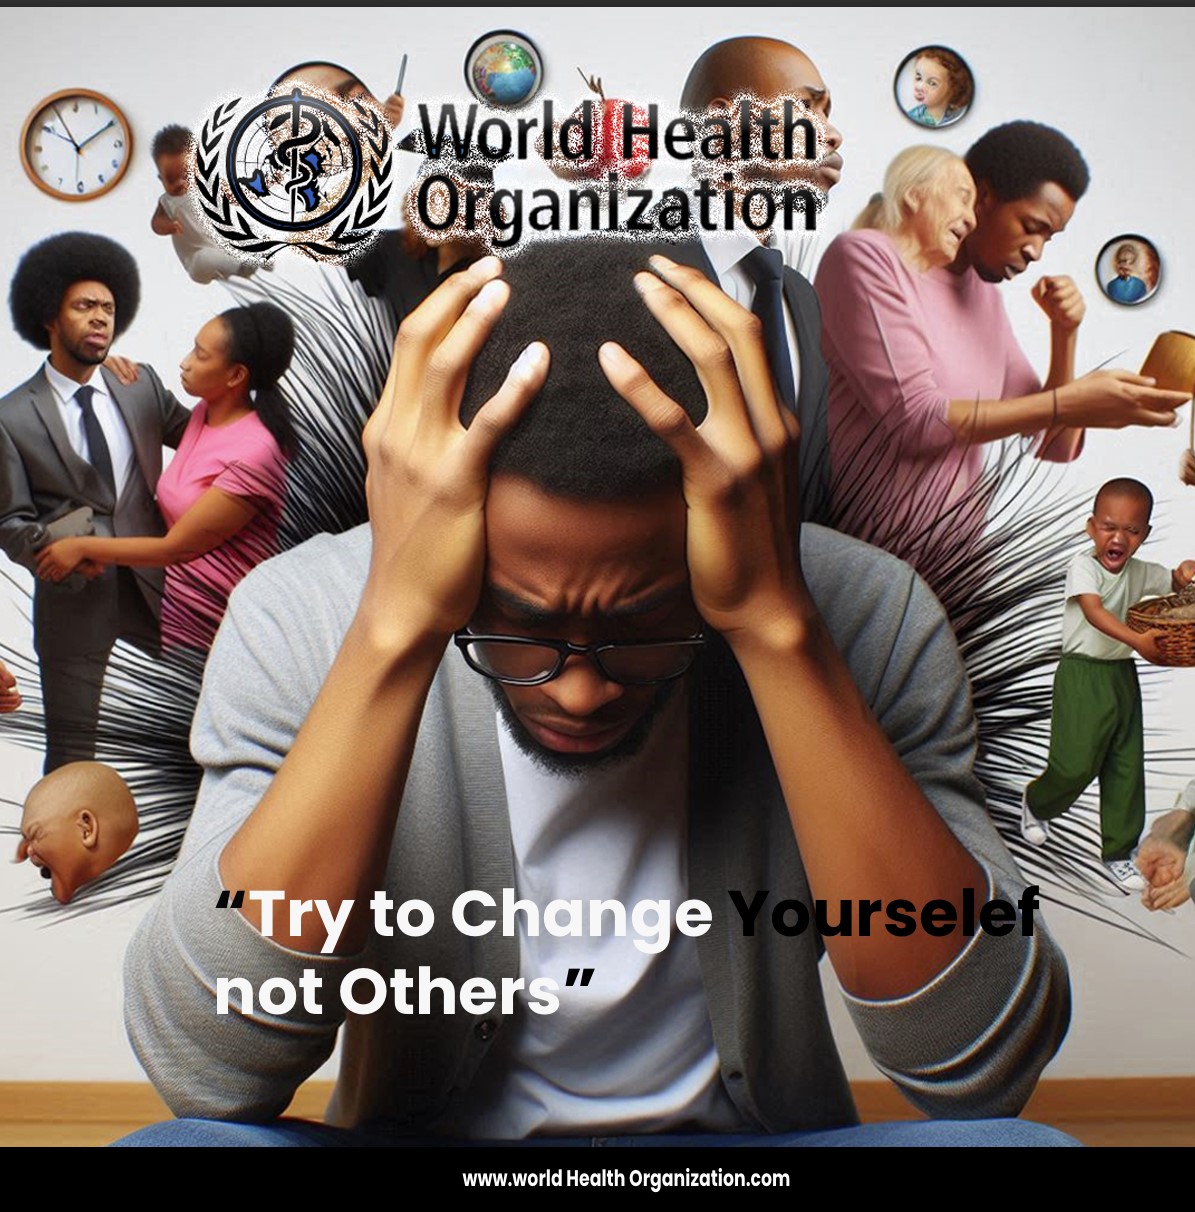 World Health
Organization
“Try to Change Yourselef
not Others”
www.world Health Organization.com